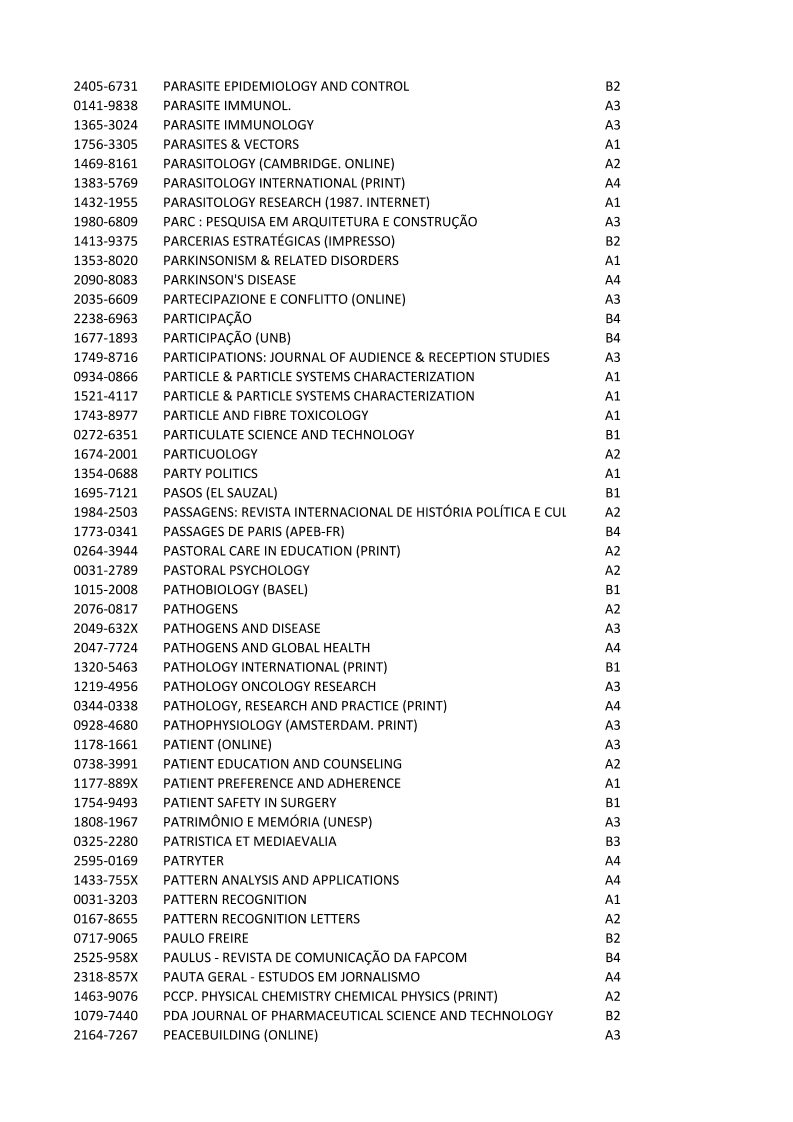 2405-6731 PARASITE EPIDEMIOLOGY AND CONTROL B2
0141-9838 PARASITE IMMUNOL. A3
1365-3024 PARASITE IMMUNOLOGY A3
1756-3305 PARASITES & VECTORS A1
1469-8161 PARASITOLOGY (CAMBRIDGE. ONLINE) A2
1383-5769 PARASITOLOGY INTERNATIONAL (PRINT) A4
1432-1955 PARASITOLOGY RESEARCH (1987. INTERNET) A1
1980-6809 PARC : PESQUISA EM ARQUITETURA E CONSTRUÇÃO A3
1413-9375 PARCERIAS ESTRATÉGICAS (IMPRESSO) B2
1353-8020 PARKINSONISM & RELATED DISORDERS A1
2090-8083 PARKINSON'S DISEASE A4
2035-6609 PARTECIPAZIONE E CONFLITTO (ONLINE) A3
2238-6963 PARTICIPAÇÃO B4
1677-1893 PARTICIPAÇÃO (UNB) B4
1749-8716 PARTICIPATIONS: JOURNAL OF AUDIENCE & RECEPTION STUDIES A3
0934-0866 PARTICLE & PARTICLE SYSTEMS CHARACTERIZATION A1
1521-4117 PARTICLE & PARTICLE SYSTEMS CHARACTERIZATION A1
1743-8977 PARTICLE AND FIBRE TOXICOLOGY A1
0272-6351 PARTICULATE SCIENCE AND TECHNOLOGY B1
1674-2001 PARTICUOLOGY A2
1354-0688 PARTY POLITICS A1
1695-7121 PASOS (EL SAUZAL) B1
1984-2503 PASSAGENS: REVISTA INTERNACIONAL DE HISTÓRIA POLÍTICA E CUL A2
1773-0341 PASSAGES DE PARIS (APEB-FR) B4
0264-3944 PASTORAL CARE IN EDUCATION (PRINT) A2
0031-2789 PASTORAL PSYCHOLOGY A2
1015-2008 PATHOBIOLOGY (BASEL) B1
2076-0817 PATHOGENS A2
2049-632X PATHOGENS AND DISEASE A3
2047-7724 PATHOGENS AND GLOBAL HEALTH A4
1320-5463 PATHOLOGY INTERNATIONAL (PRINT) B1
1219-4956 PATHOLOGY ONCOLOGY RESEARCH A3
0344-0338 PATHOLOGY, RESEARCH AND PRACTICE (PRINT) A4
0928-4680 PATHOPHYSIOLOGY (AMSTERDAM. PRINT) A3
1178-1661 PATIENT (ONLINE) A3
0738-3991 PATIENT EDUCATION AND COUNSELING A2
1177-889X PATIENT PREFERENCE AND ADHERENCE A1
1754-9493 PATIENT SAFETY IN SURGERY B1
1808-1967 PATRIMÔNIO E MEMÓRIA (UNESP) A3
0325-2280 PATRISTICA ET MEDIAEVALIA B3
2595-0169 PATRYTER A4
1433-755X PATTERN ANALYSIS AND APPLICATIONS A4
0031-3203 PATTERN RECOGNITION A1
0167-8655 PATTERN RECOGNITION LETTERS A2
0717-9065 PAULO FREIRE B2
2525-958X PAULUS - REVISTA DE COMUNICAÇÃO DA FAPCOM B4
2318-857X PAUTA GERAL - ESTUDOS EM JORNALISMO A4
1463-9076 PCCP. PHYSICAL CHEMISTRY CHEMICAL PHYSICS (PRINT) A2
1079-7440 PDA JOURNAL OF PHARMACEUTICAL SCIENCE AND TECHNOLOGY B2
2164-7267 PEACEBUILDING (ONLINE) A3